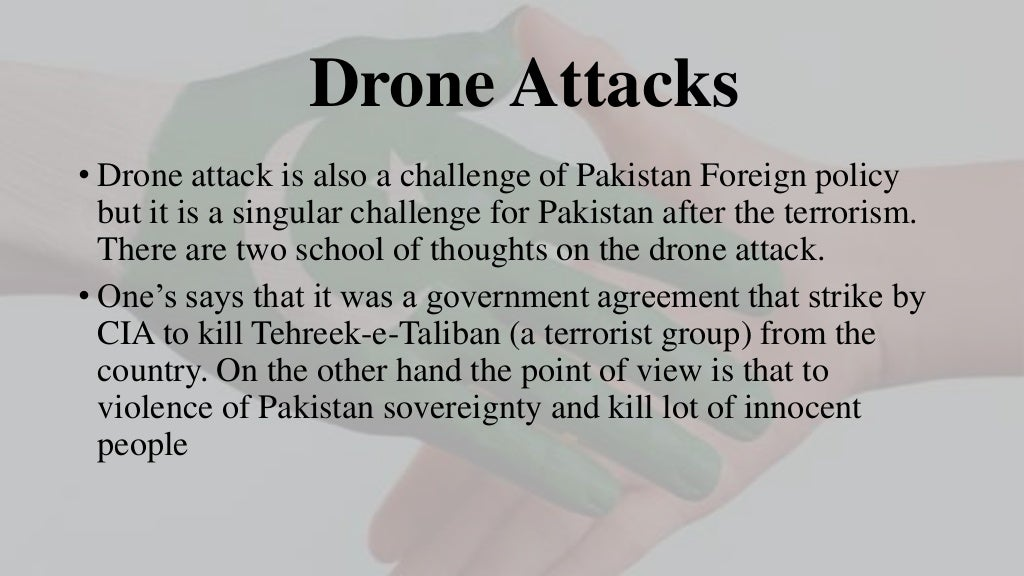 Drone Attacks
• Drone attack is also a challenge of Pakistan Foreign policy
but it is a singular challenge for Pakistan after the terrorism.
There are two school of thoughts on the drone attack.
• One’s says that it was a government agreement that strike by
CIA to kill Tehreek-e-Taliban (a terrorist group) from the
country. On the other hand the point of view is that to
violence of Pakistan sovereignty and kill lot of innocent
people